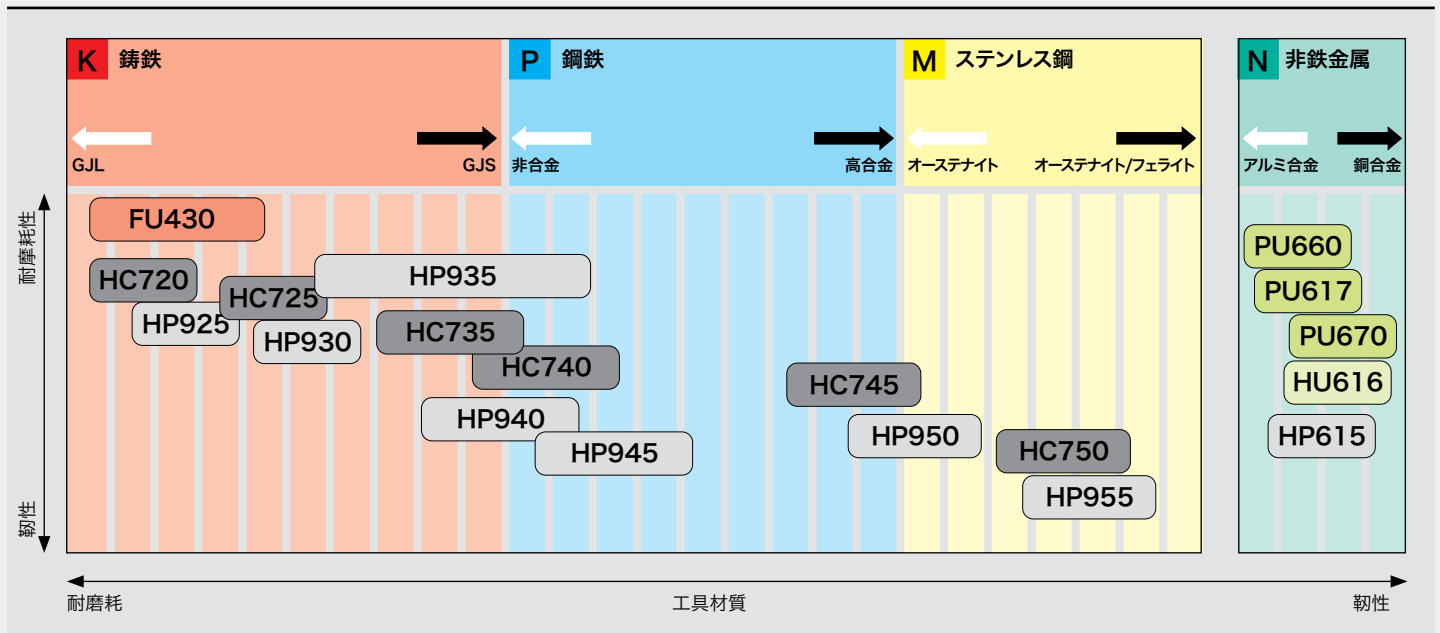 K 鋳鉄
P 鋼鉄
M ステンレス鋼
N 非鉄金属
GJL
GJS
非合金
高合金
オーステナイト
オーステナイト/フェライト
アルミ合金
銅合金
耐摩耗性
靭性
FU430
HC720
HP925
HC725
HP930
HP935
HC735
HC740
HP940
HP945
HC745
HP950
HC750
HP955
PU660
PU617
PU670
HU616
HP615
耐磨耗
工具材質
靭性